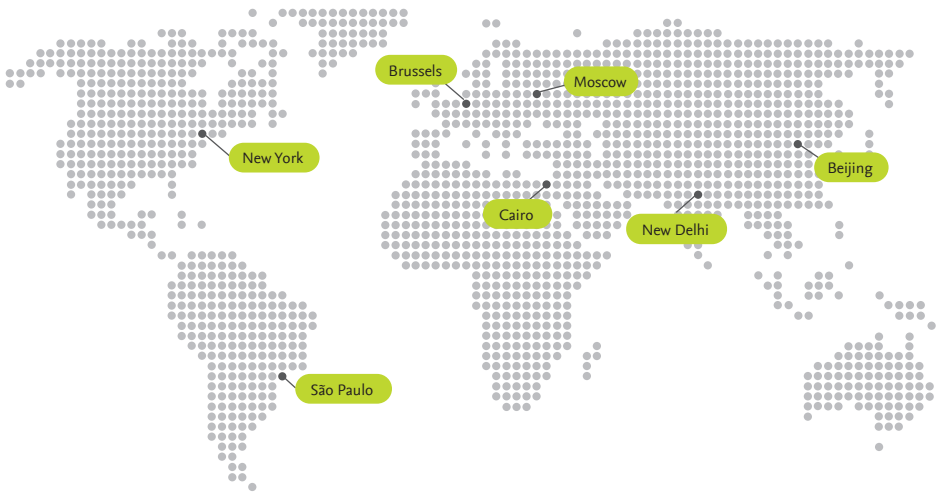 Brussels
Moscow
New York
Beijing
Cairo
New Delhi
São Paulo